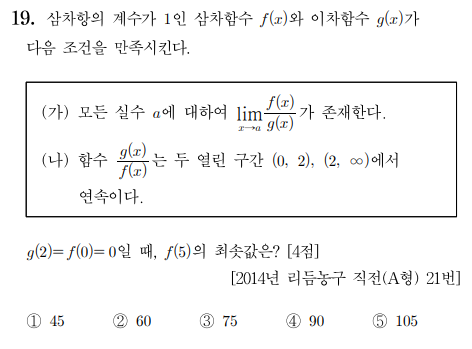 19. 삼차항의 계수가 1인 삼차함수 f(x)와 이차함수 g(x)가
다음 조건을 만족시킨다.
(가) 모든 실수 a에 대하여 lim_{x→a} f(x)/g(x)가 존재한다.
(나) 함수 g(x)/f(x)는 두 열린 구간 (0, 2), (2, ∞)에서
연속이다.
g(2)=f(0)=0일 때, f(5)의 최솟값은? [4점]
[2014년 리듬농구 직전(A형) 21번]
① 45 ② 60 ③ 75 ④ 90 ⑤ 105